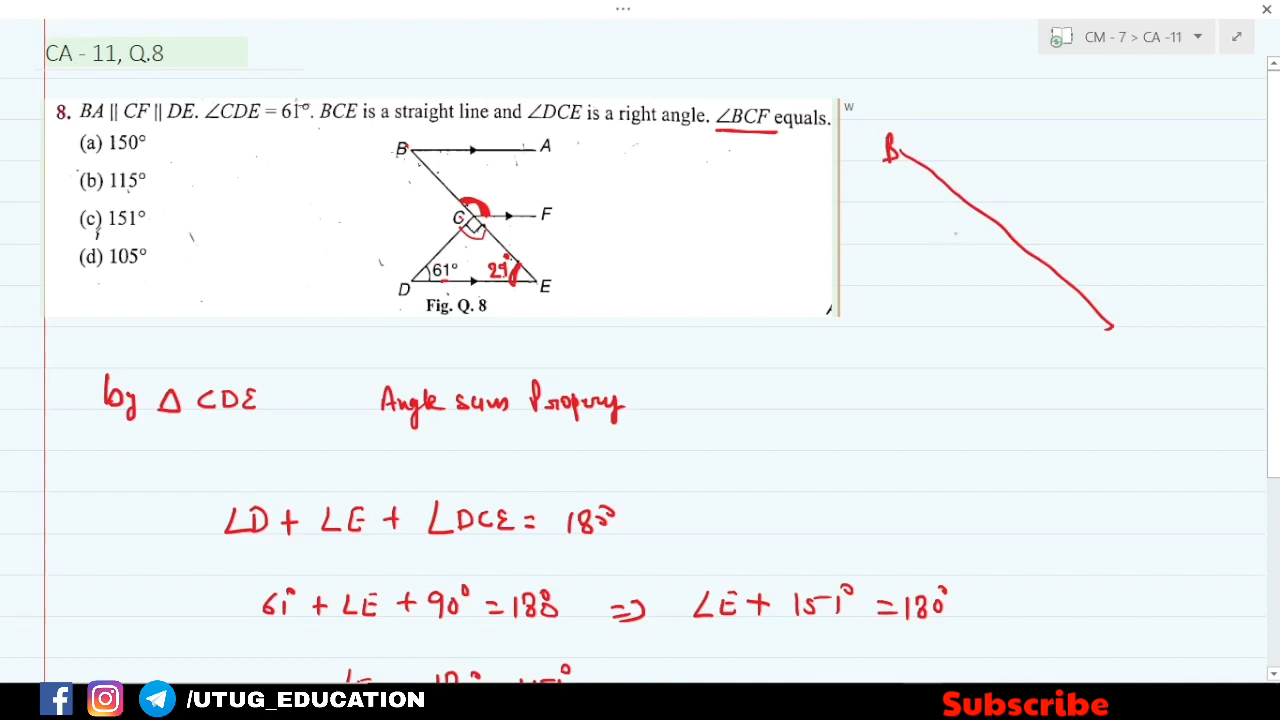 CM - 7 > CA -11
CA - 11, Q.8
8. BA || CF || DE. ∠CDE = 61°. BCE is a straight line and ∠DCE is a right angle. ∠BCF equals.
(a) 150°
(b) 115°
(c) 151°
(d) 105°
B A
C F
61° 29°
D E
Fig. Q. 8
W
B
by △ CDE Angle sum Property
∠D + ∠E + ∠DCE = 180°
61° + ∠E + 90° = 180 ⇒ ∠E + 151° = 180°
/UTUG_EDUCATION
Subscribe